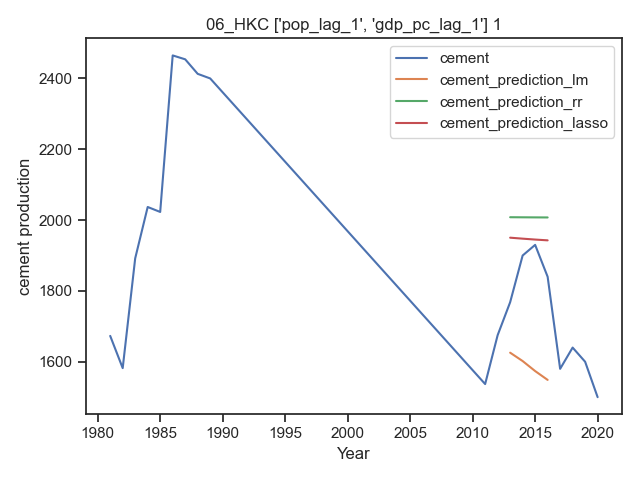 06_HKC ['pop_lag_1', 'gdp_pc_lag_1'] 1
cement
cement_prediction_lm
cement_prediction_rr
cement_prediction_lasso
cement production
2400
2200
2000
1800
1600
1980 1985 1990 1995 2000 2005 2010 2015 2020
Year